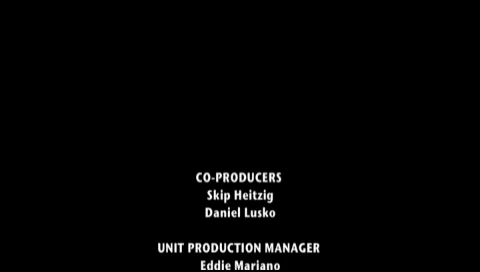 CO-PRODUCERS
Skip Heitzig
Daniel Lusko
UNIT PRODUCTION MANAGER
Eddie Mariano